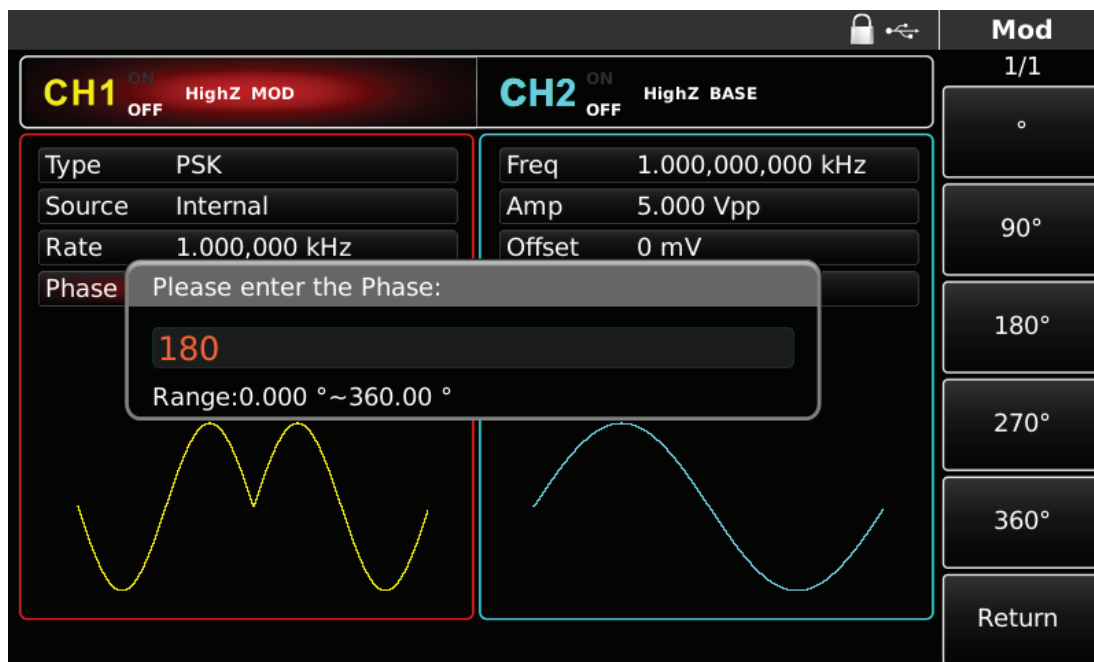 Mod
1/1
CH1 ON OFF HighZ MOD
CH2 ON OFF HighZ BASE
Type PSK
Source Internal
Rate 1.000,000 kHz
Phase
Freq 1.000,000,000 kHz
Amp 5.000 Vpp
Offset 0 mV
Please enter the Phase:
180
Range:0.000 °~360.00 °
°
90°
180°
270°
360°
Return